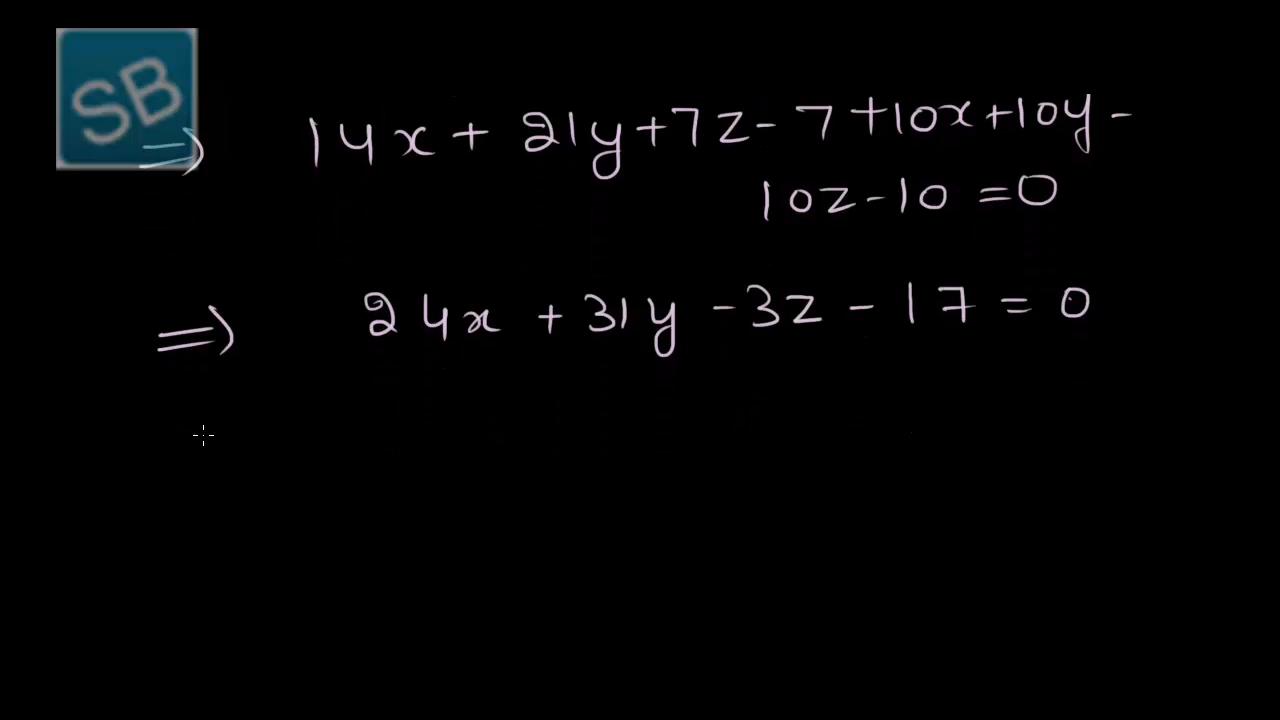 SB
⇒ 14x + 21y + 7z - 7 + 10x + 10y -
10z - 10 = 0
⇒ 24x + 31y - 3z - 17 = 0